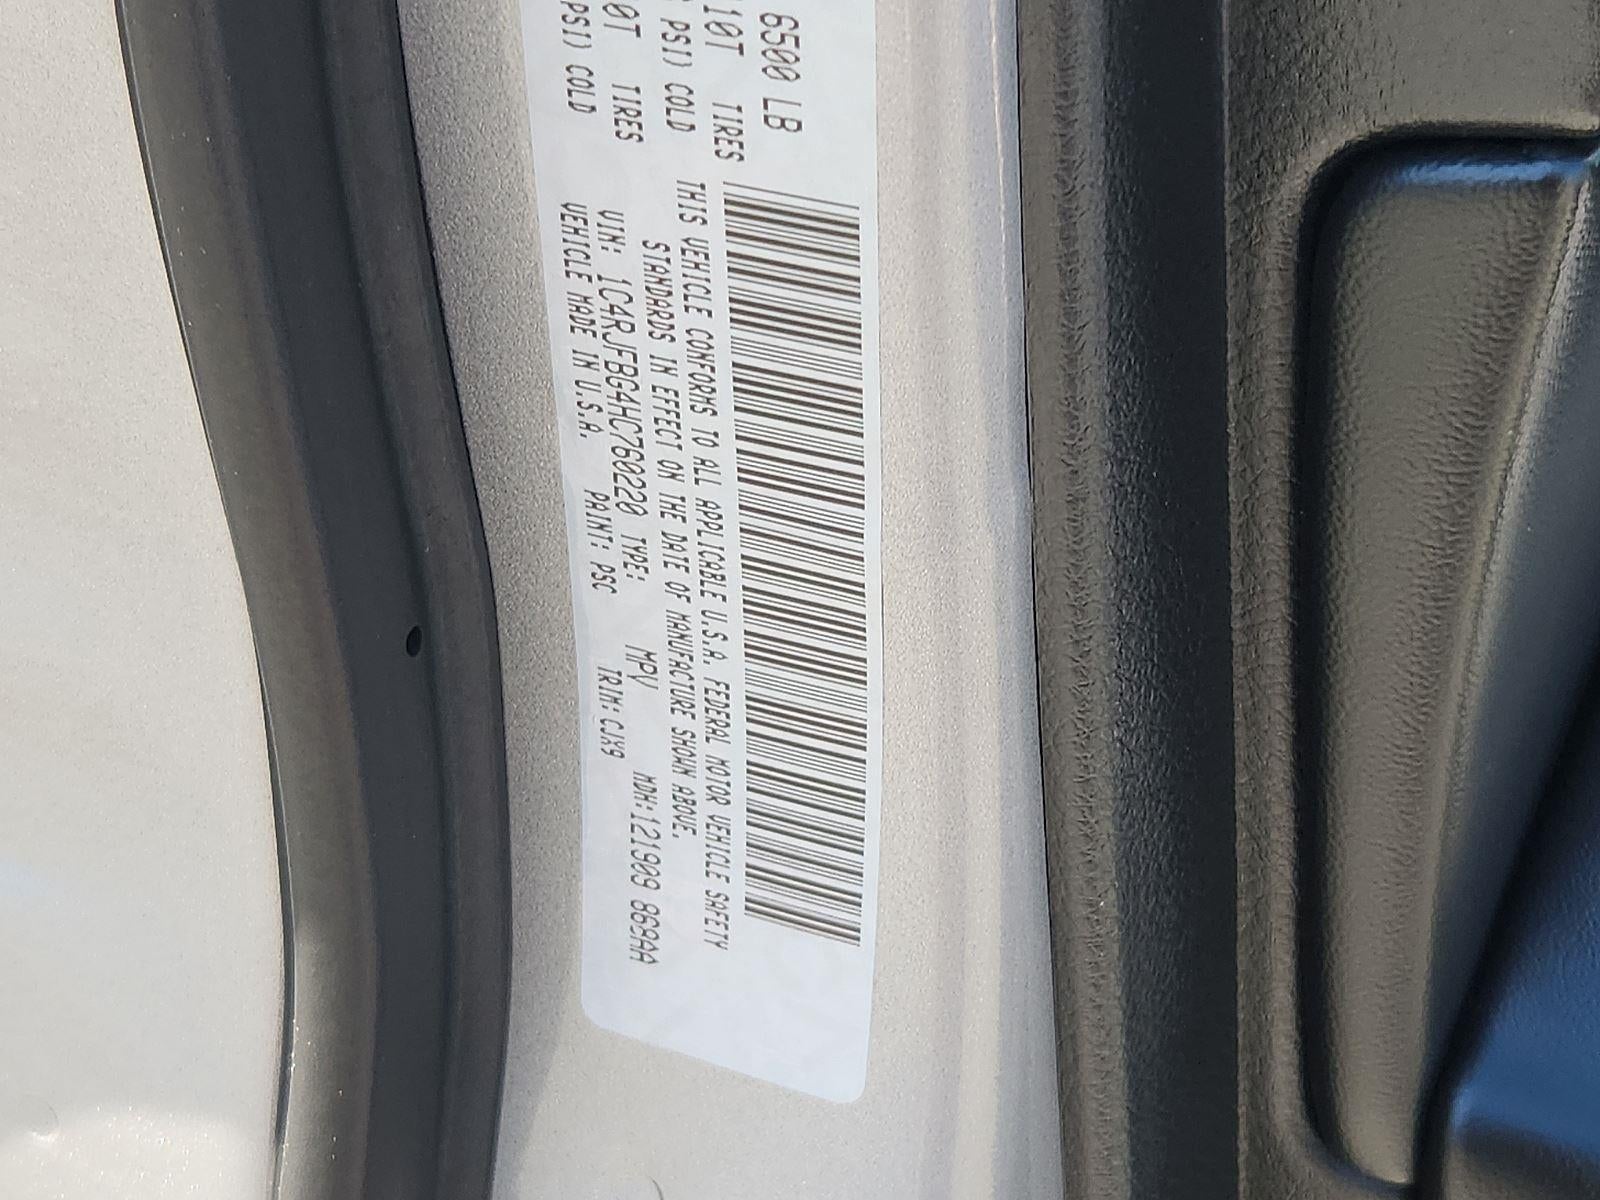 6500 LB
10T TIRES
PSI) COLD
0T TIRES
PSI) COLD
THIS VEHICLE CONFORMS TO ALL APPLICABLE U.S.A. FEDERAL MOTOR VEHICLE SAFETY
STANDARDS IN EFFECT ON THE DATE OF MANUFACTURE SHOWN ABOVE.
VIN: 1C4RJFBG4HC760220 TYPE: MPV MDH:121909 869AA
VEHICLE MADE IN U.S.A. PAINT: PSC TRIM: CJX9